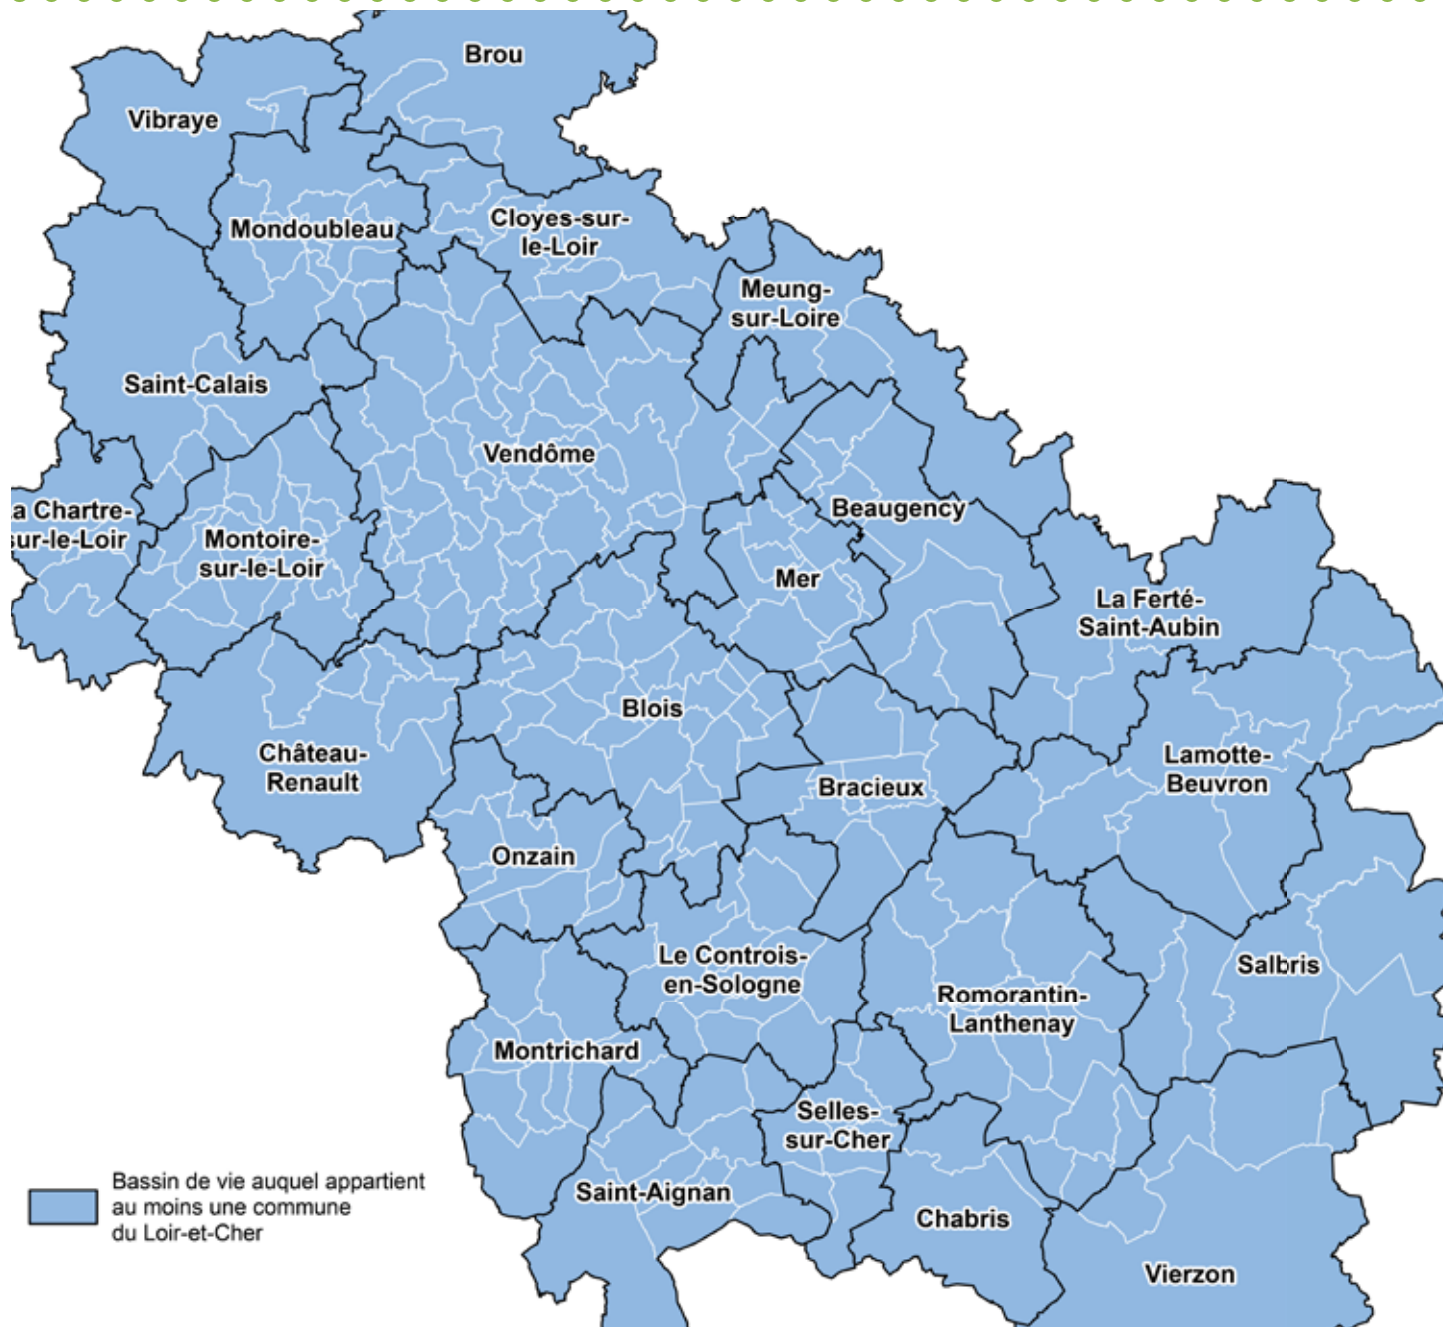 Brou
Vibraye
Mondoubleau
Cloyes-sur-
le-Loir
Meung-
sur-Loire
Saint-Calais
Vendôme
a Chartre-
sur-le-Loir
Montoire-
sur-le-Loir
Beaugency
Mer
La Ferté-
Saint-Aubin
Blois
Château-
Renault
Bracieux
Lamotte-
Beuvron
Onzain
Le Controis-
en-Sologne
Salbris
Romorantin-
Lanthenay
Montrichard
Selles-
sur-Cher
Saint-Aignan
Chabris
Vierzon
Bassin de vie auquel appartient
au moins une commune
du Loir-et-Cher